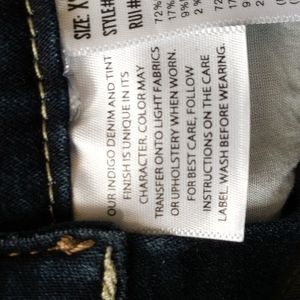 SIZE: X
STYLE#
RUI#
72%
17%
9%
2 %
OUR INDIGO DENIM AND TINT
FINISH IS UNIQUE IN ITS
CHARACTER, COLOR MAY
TRANSFER ONTO LIGHT FABRICS
OR UPHOLSTERY WHEN WORN.
FOR BEST CARE, FOLLOW
INSTRUCTIONS ON THE CARE
LABEL. WASH BEFORE WEARING.